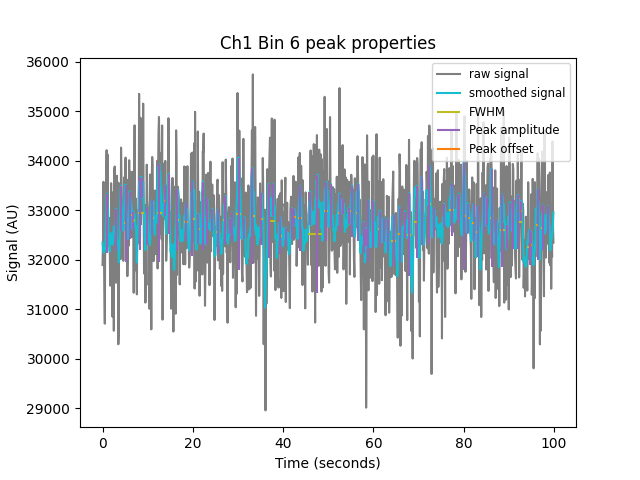 Ch1 Bin 6 peak properties
36000
35000
34000
33000
32000
31000
30000
29000
Signal (AU)
raw signal
smoothed signal
FWHM
Peak amplitude
Peak offset
0
20
40
60
80
100
Time (seconds)